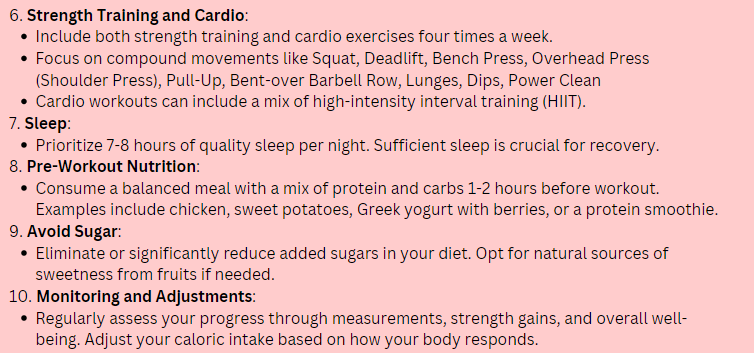 6. Strength Training and Cardio:
• Include both strength training and cardio exercises four times a week.
• Focus on compound movements like Squat, Deadlift, Bench Press, Overhead Press
(Shoulder Press), Pull-Up, Bent-over Barbell Row, Lunges, Dips, Power Clean
• Cardio workouts can include a mix of high-intensity interval training (HIIT).
7. Sleep:
• Prioritize 7-8 hours of quality sleep per night. Sufficient sleep is crucial for recovery.
8. Pre-Workout Nutrition:
• Consume a balanced meal with a mix of protein and carbs 1-2 hours before workout.
Examples include chicken, sweet potatoes, Greek yogurt with berries, or a protein smoothie.
9. Avoid Sugar:
• Eliminate or significantly reduce added sugars in your diet. Opt for natural sources of
sweetness from fruits if needed.
10. Monitoring and Adjustments:
• Regularly assess your progress through measurements, strength gains, and overall well-
being. Adjust your caloric intake based on how your body responds.